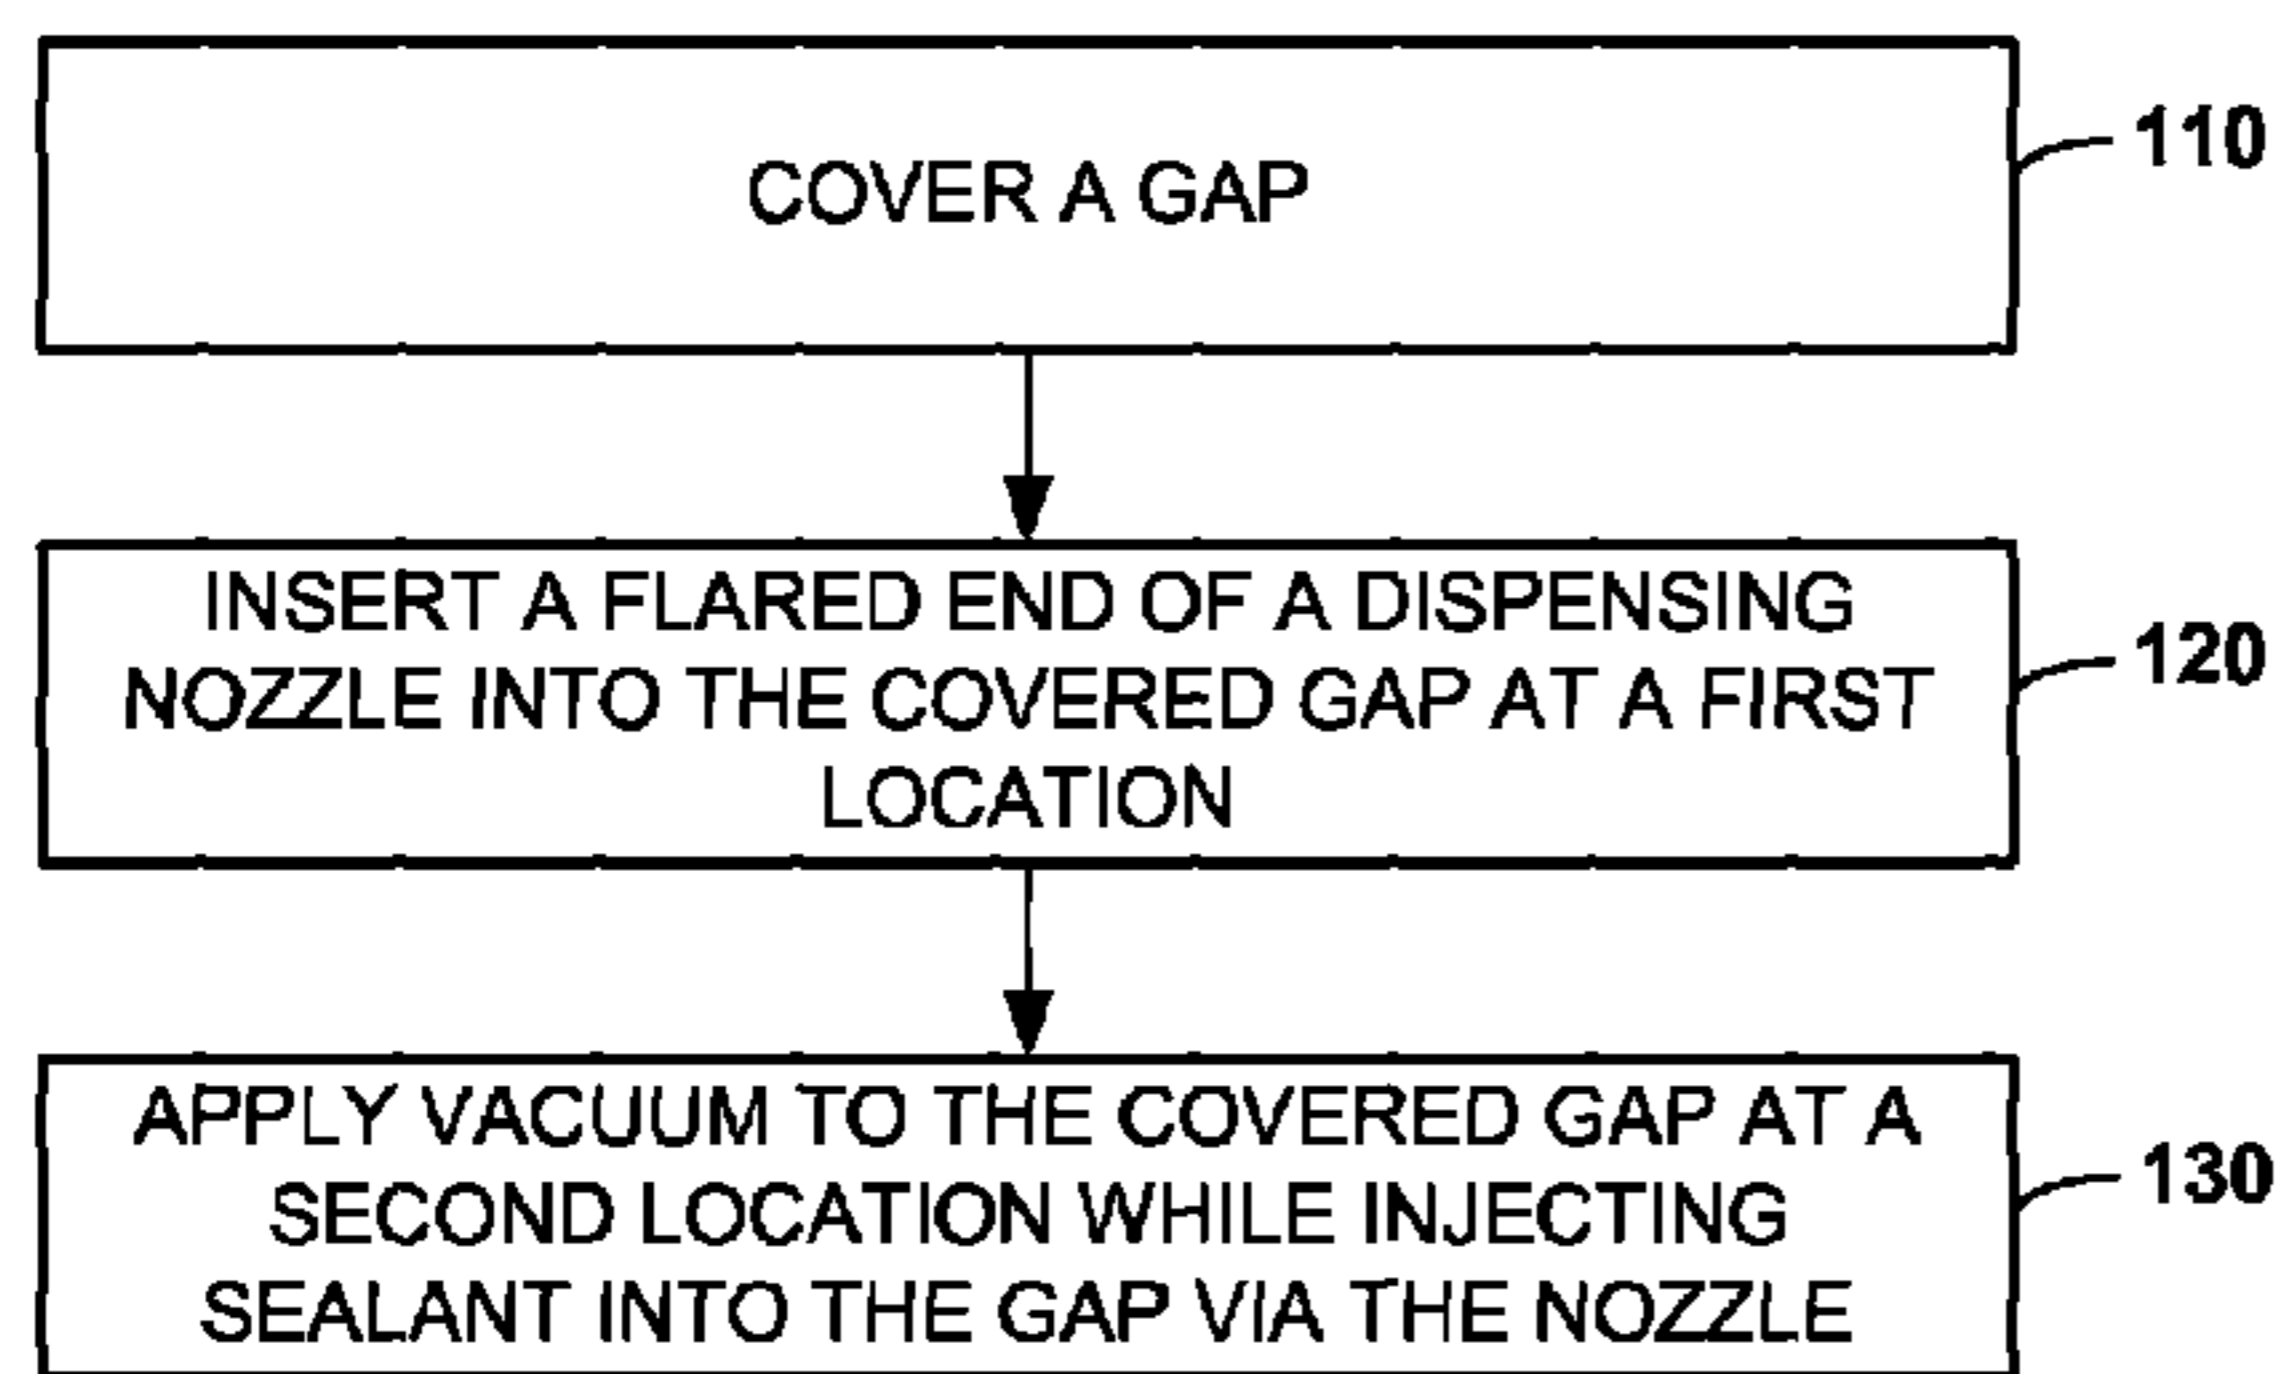 COVER A GAP
110
INSERT A FLARED END OF A DISPENSING
NOZZLE INTO THE COVERED GAP AT A FIRST
LOCATION
120
APPLY VACUUM TO THE COVERED GAP AT A
SECOND LOCATION WHILE INJECTING
SEALANT INTO THE GAP VIA THE NOZZLE
130